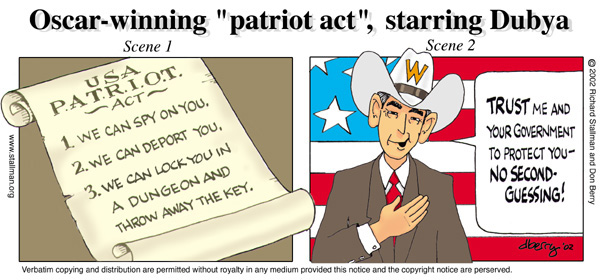 Oscar-winning "patriot act", starring Dubya
Scene 1
Scene 2
USA
P.A.T.R.I.O.T.
ACT
1. WE CAN SPY ON YOU.
2. WE CAN DEPORT YOU.
3. WE CAN LOCK YOU IN
A DUNGEON AND
THROW AWAY THE KEY.
www.stallman.org
W
TRUST ME AND
YOUR GOVERNMENT
TO PROTECT YOU–
NO SECOND-
GUESSING!
dberry '02
© 2002 Richard Stallman and Don Berry
Verbatim copying and distribution are permitted without royalty in any medium provided this notice and the copyright notice are perserved.